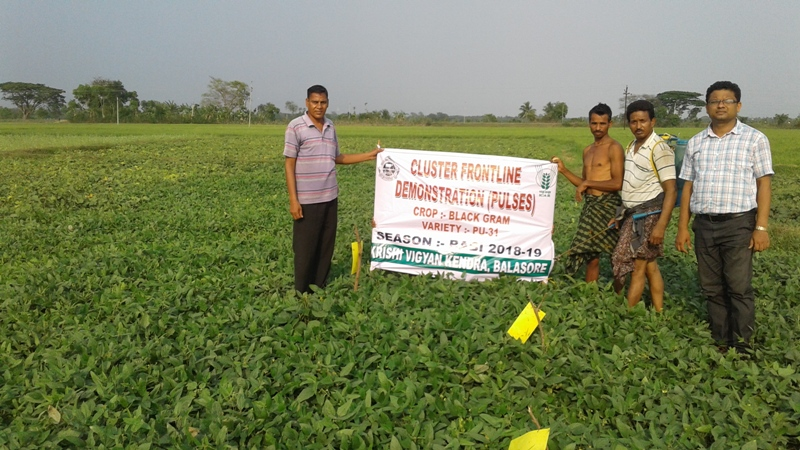 CLUSTER FRONTLINE
DEMONSTRATION (PULSES)
CROP :- BLACK GRAM
VARIETY :- PU-31
SEASON :- RABI 2018-19
KRISHI VIGYAN KENDRA, BALASORE